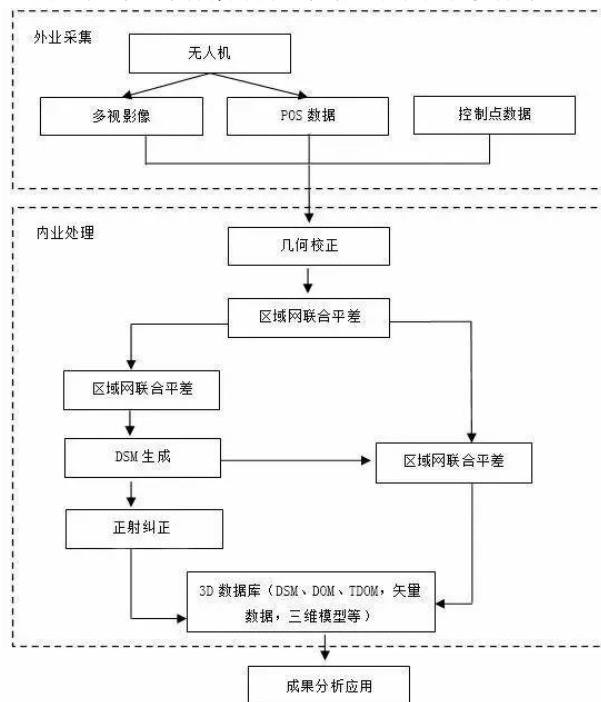 外业采集
无人机
多视影像
POS 数据
控制点数据
内业处理
几何校正
区域网联合平差
区域网联合平差
DSM 生成
区域网联合平差
正射纠正
3D 数据库（DSM、DOM、TDOM，矢量
数据，三维模型等）
成果分析应用